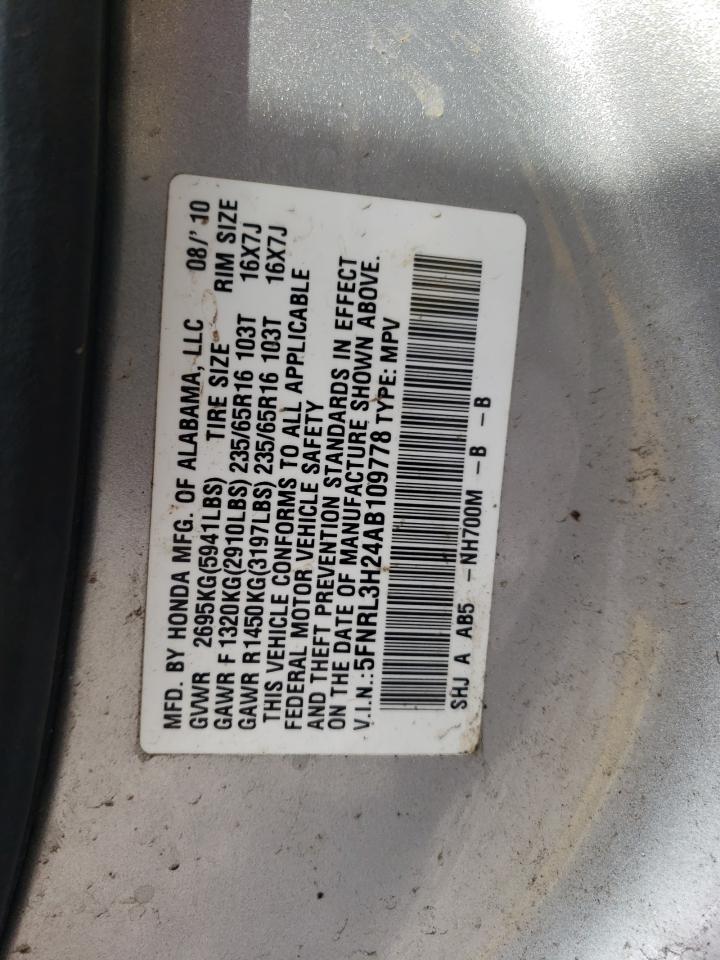 MFD. BY HONDA MFG. OF ALABAMA, LLC 08/'10
GVWR 2695KG(5941LBS) TIRE SIZE RIM SIZE
GAWR F 1320KG(2910LBS) 235/65R16 103T 16X7J
GAWR R 1450KG(3197LBS) 235/65R16 103T 16X7J
THIS VEHICLE CONFORMS TO ALL APPLICABLE
FEDERAL MOTOR VEHICLE SAFETY
AND THEFT PREVENTION STANDARDS IN EFFECT
ON THE DATE OF MANUFACTURE SHOWN ABOVE.
V.I.N.:5FNRL3H24AB109778 TYPE: MPV
SHJ A AB5 -NH700M -B -B